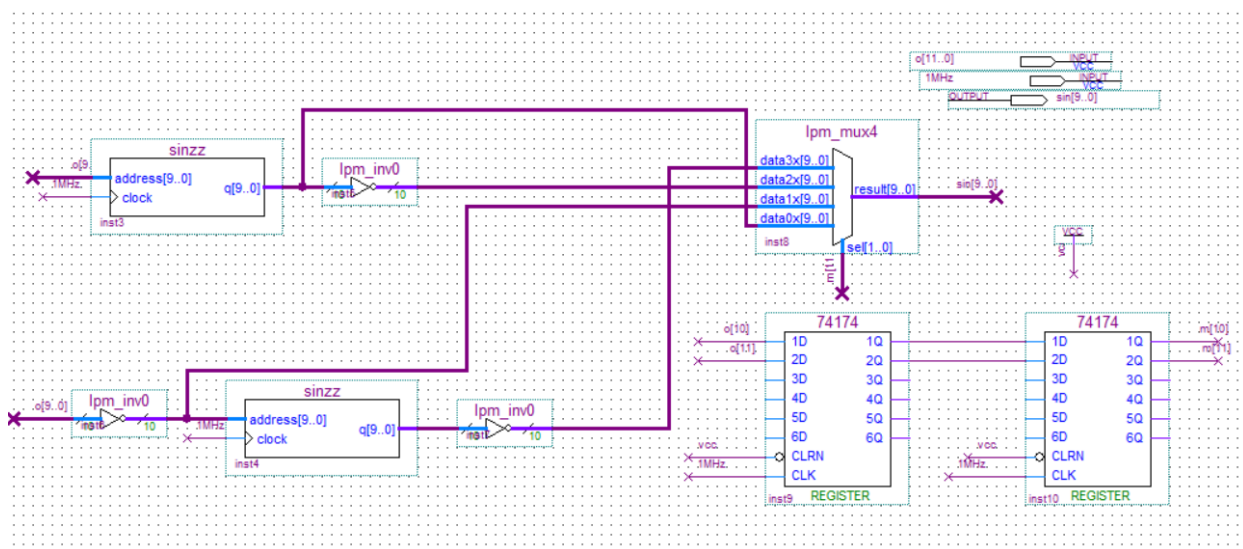 o[11..0] INPUT
VCC
1MHz INPUT
VCC
OUTPUT sin[9..0]
lpm_mux4
data3x[9..0]
data2x[9..0]
data1x[9..0]
data0x[9..0]
result[9..0]
sel[1..0]
inst8
sin[9..0]
m[11
VCC
sinzz
o[9
address[9..0]
1MHz
clock
q[9..0]
inst3
lpm_inv0
10
74174
o[10] 1D 1Q
o[11] 2D 2Q
3D 3Q
4D 4Q
5D 5Q
6D 6Q
vcc CLRN
1MHz CLK
inst9 REGISTER
74174
1D 1Q m[10]
2D 2Q m[11]
3D 3Q
4D 4Q
5D 5Q
6D 6Q
vcc CLRN
1MHz CLK
inst10 REGISTER
o[9..0]
lpm_inv0
10
sinzz
address[9..0]
1MHz
clock
q[9..0]
inst4
lpm_inv0
10